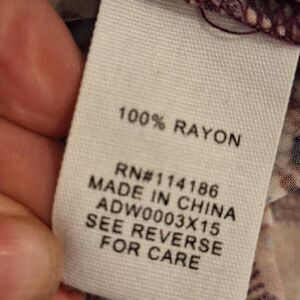 100% RAYON
RN#114186
MADE IN CHINA
ADW0003X15
SEE REVERSE
FOR CARE